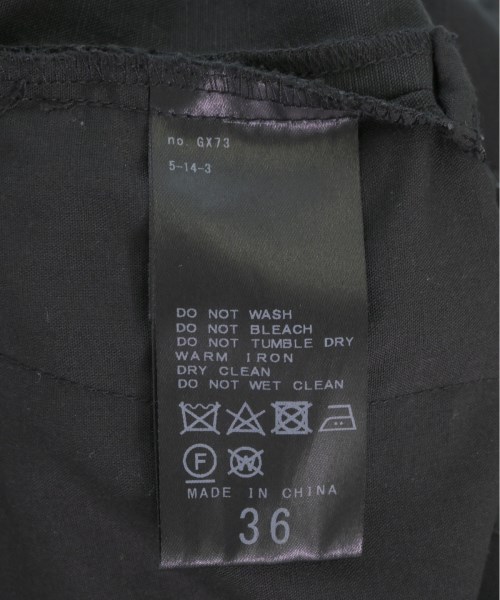 no. GX73
5-14-3
DO NOT WASH
DO NOT BLEACH
DO NOT TUMBLE DRY
WARM IRON
DRY CLEAN
DO NOT WET CLEAN
F W
MADE IN CHINA
36